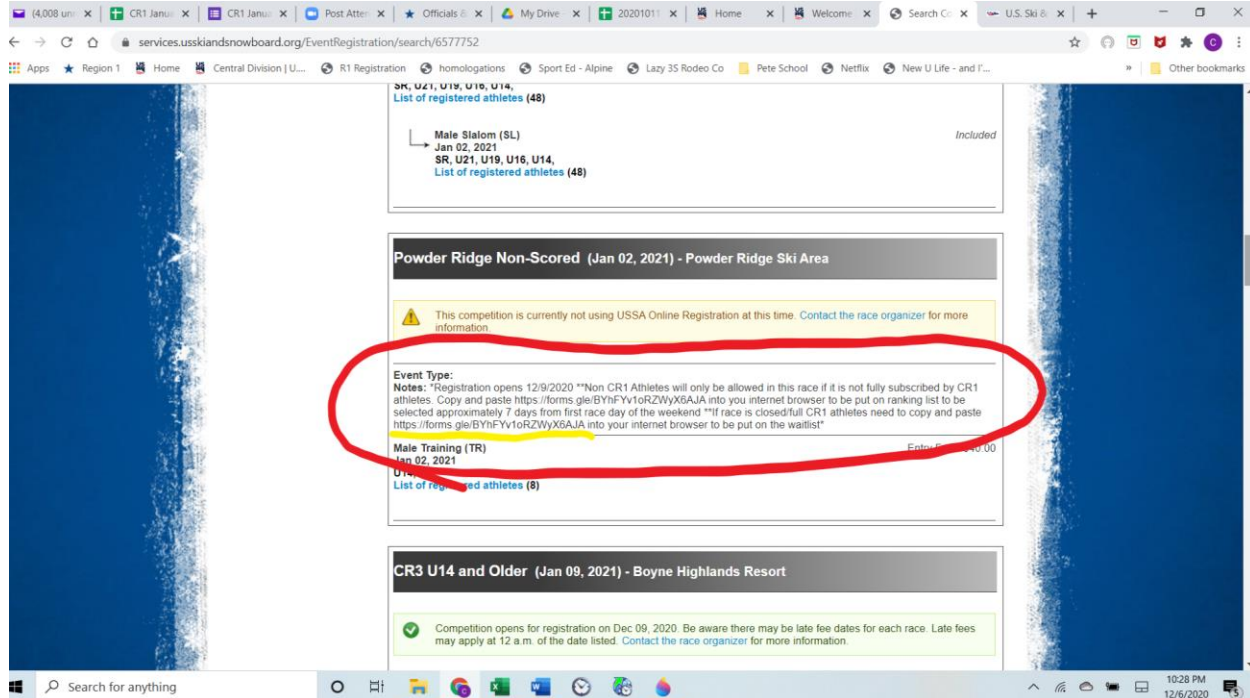 (4,008 unr
CR1 Janua
CR1 Janua
Post Atten
Officials &
My Drive
20201011
Home
Welcome
Search Co
U.S. Ski &
services.usskiandsnowboard.org/EventRegistration/search/6577752
Apps Region 1 Home Central Division | U.... R1 Registration homologations Sport Ed - Alpine Lazy 3S Rodeo Co Pete School Netflix New U Life - and I'... » Other bookmarks
SR, U21, U19, U16, U14,
List of registered athletes (48)
Male Slalom (SL) Included
Jan 02, 2021
SR, U21, U19, U16, U14,
List of registered athletes (48)
Powder Ridge Non-Scored (Jan 02, 2021) - Powder Ridge Ski Area
This competition is currently not using USSA Online Registration at this time. Contact the race organizer for more
information.
Event Type:
Notes: *Registration opens 12/9/2020 **Non CR1 Athletes will only be allowed in this race if it is not fully subscribed by CR1
athletes. Copy and paste https://forms.gle/BYhFYv1oRZWyX6AJA into you internet browser to be put on ranking list to be
selected approximately 7 days from first race day of the weekend **If race is closed/full CR1 athletes need to copy and paste
https://forms.gle/BYhFYv1oRZWyX6AJA into your internet browser to be put on the waitlist*
Male Training (TR) Entry 40.00
Jan 02, 2021
U14,
List of registered athletes (8)
CR3 U14 and Older (Jan 09, 2021) - Boyne Highlands Resort
Competition opens for registration on Dec 09, 2020. Be aware there may be late fee dates for each race. Late fees
may apply at 12 a.m. of the date listed. Contact the race organizer for more information.
Search for anything
10:28 PM
12/6/2020